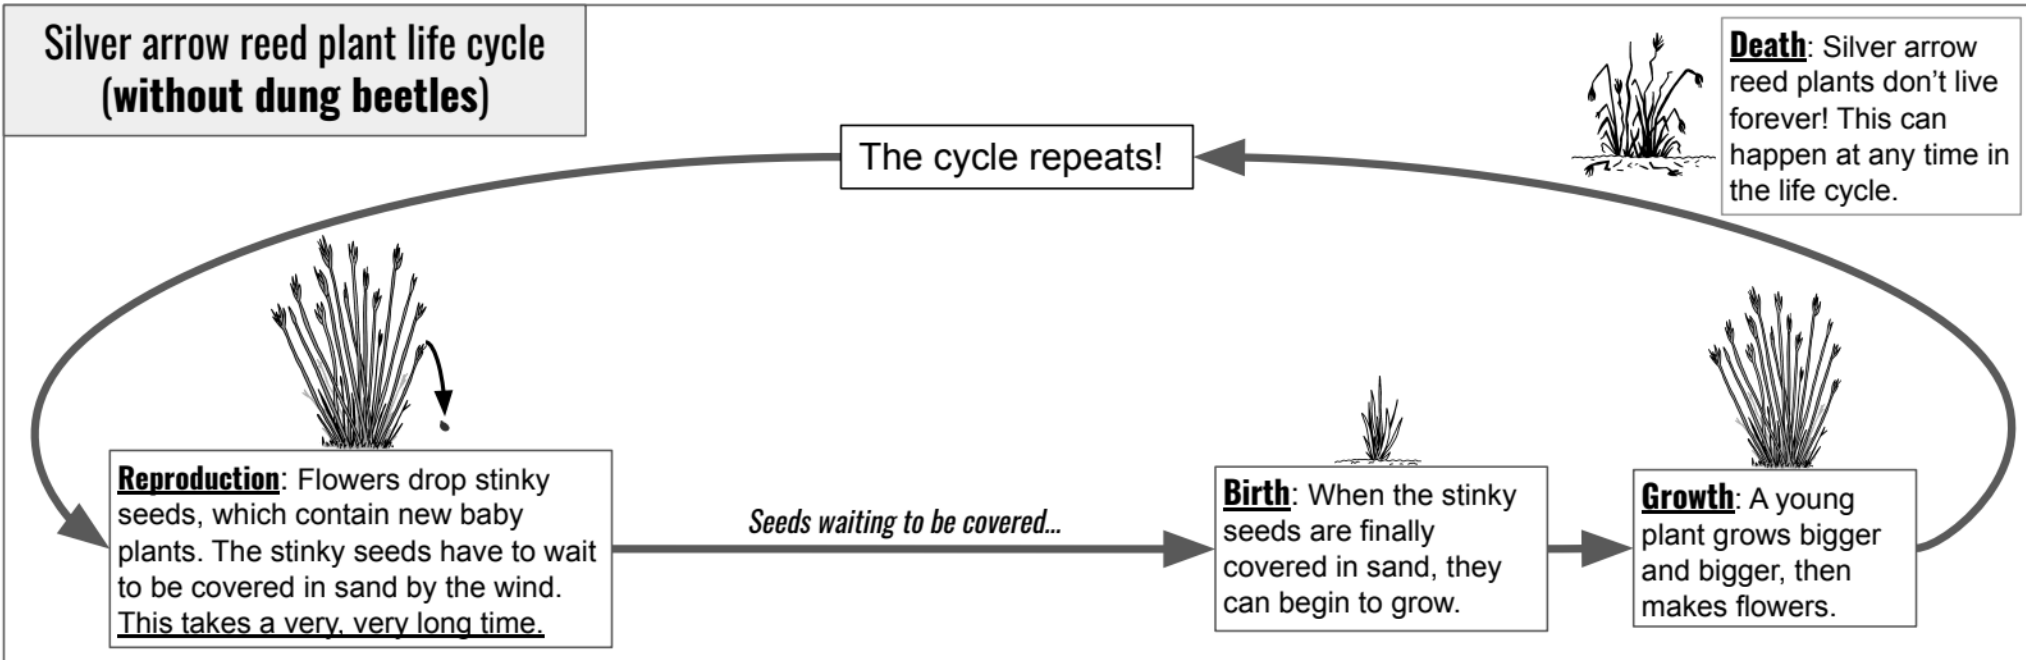 Silver arrow reed plant life cycle
(without dung beetles)
The cycle repeats!
Death: Silver arrow
reed plants don't live
forever! This can
happen at any time in
the life cycle.
Reproduction: Flowers drop stinky
seeds, which contain new baby
plants. The stinky seeds have to wait
to be covered in sand by the wind.
This takes a very, very long time.
Seeds waiting to be covered...
Birth: When the stinky
seeds are finally
covered in sand, they
can begin to grow.
Growth: A young
plant grows bigger
and bigger, then
makes flowers.